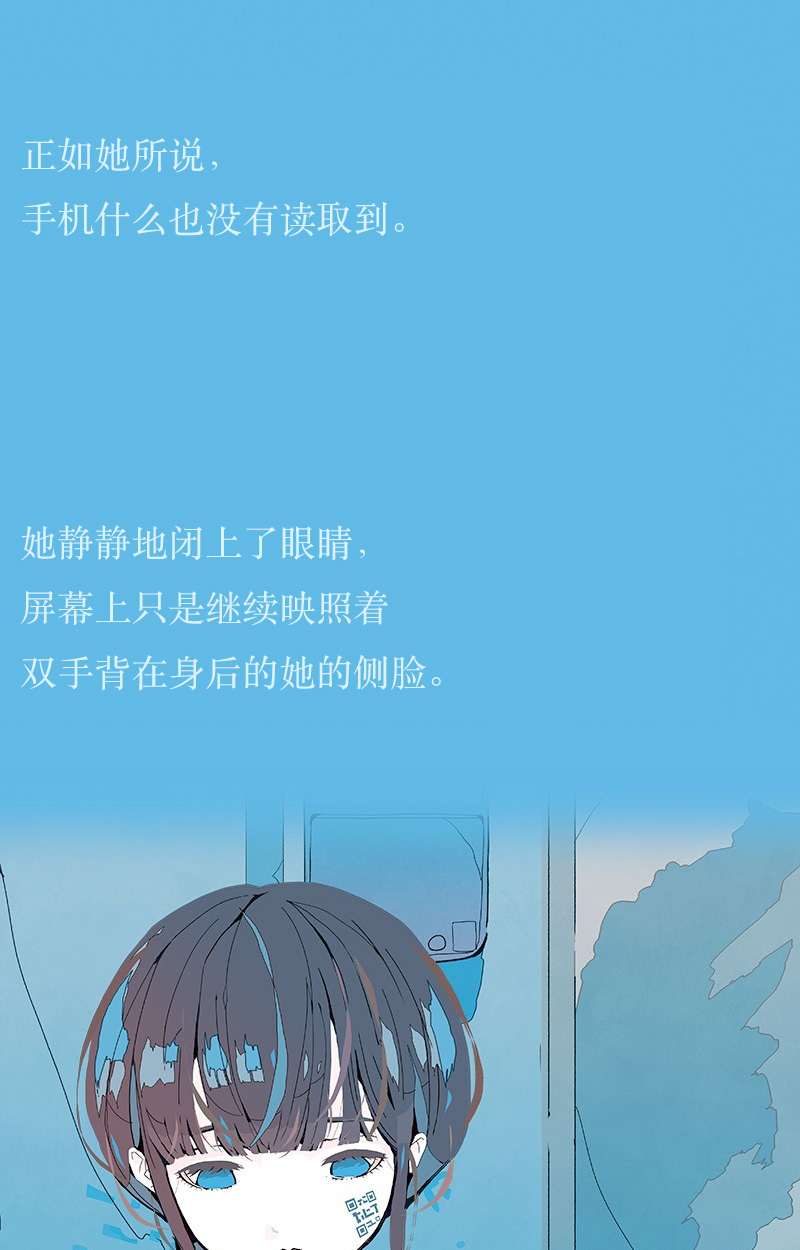 正如她所说，
手机什么也没有读取到。
她静静地闭上了眼睛，
屏幕上只是继续映照着
双手背在身后的她的侧脸。